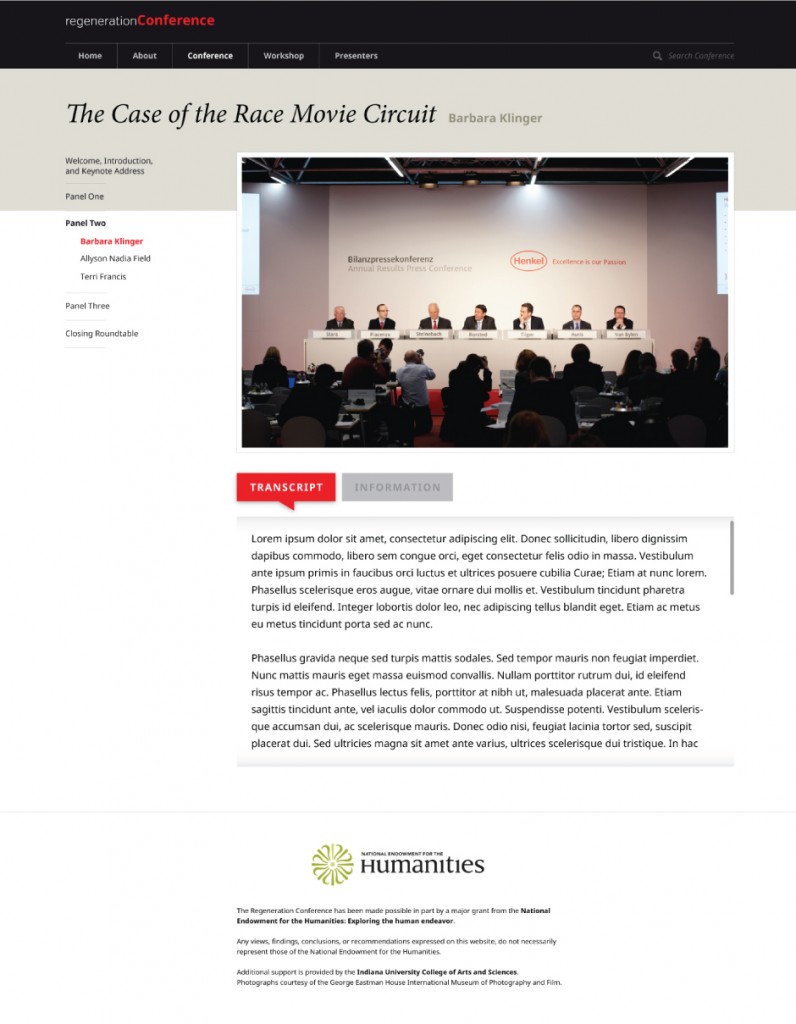 regenerationConference
Home About Conference Workshop Presenters Search Conference
The Case of the Race Movie Circuit Barbara Klinger
Welcome, Introduction,
and Keynote Address
Panel One
Panel Two
Barbara Klinger
Allyson Nadia Field
Terri Francis
Panel Three
Closing Roundtable
Bilanzpressekonferenz
Annual Results Press Conference
Henkel Excellence is our Passion
TRANSCRIPT INFORMATION
Lorem ipsum dolor sit amet, consectetur adipiscing elit. Donec sollicitudin, libero dignissim
dapibus commodo, libero sem congue orci, eget consectetur felis odio in massa. Vestibulum
ante ipsum primis in faucibus orci luctus et ultrices posuere cubilia Curae; Etiam at nunc lorem.
Phasellus scelerisque eros augue, vitae ornare dui mollis et. Vestibulum tincidunt pharetra
turpis id eleifend. Integer lobortis dolor leo, nec adipiscing tellus blandit eget. Etiam ac metus
eu metus tincidunt porta sed ac nunc.
Phasellus gravida neque sed turpis mattis sodales. Sed tempor mauris non feugiat imperdiet.
Nunc mattis mauris eget massa euismod convallis. Nullam porttitor rutrum dui, id eleifend
risus tempor ac. Phasellus lectus felis, porttitor at nibh ut, malesuada placerat ante. Etiam
sagittis tincidunt ante, vel iaculis dolor commodo ut. Suspendisse potenti. Vestibulum sceleris-
que accumsan dui, ac scelerisque mauris. Donec odio nisi, feugiat lacinia tortor sed, suscipit
placerat dui. Sed ultricies magna sit amet ante varius, ultrices scelerisque dui tristique. In hac
NATIONAL ENDOWMENT FOR THE
Humanities
The Regeneration Conference has been made possible in part by a major grant from the National
Endowment for the Humanities: Exploring the human endeavor.
Any views, findings, conclusions, or recommendations expressed on this website, do not necessarily
represent those of the National Endowment for the Humanities.
Additional support is provided by the Indiana University College of Arts and Sciences.
Photographs courtesy of the George Eastman House International Museum of Photography and Film.